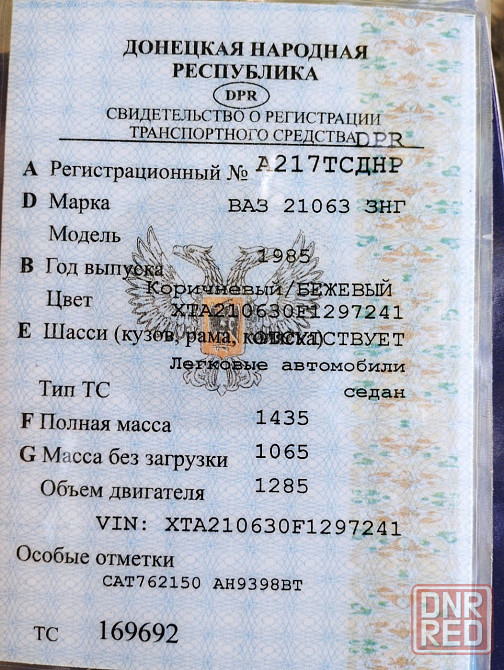 ДОНЕЦКАЯ НАРОДНАЯ
РЕСПУБЛИКА
DPR
СВИДЕТЕЛЬСТВО О РЕГИСТРАЦИИ
ТРАНСПОРТНОГО СРЕДСТВА DPR
A Регистрационный № А217ТСДНР
D Марка ВАЗ 21063 ЗНГ
Модель
B Год выпуска 1985
Цвет Коричневый/БЕЖЕВЫЙ
XTA210630F1297241
E Шасси (кузов, рама, коляска) ОТСУТСТВУЕТ
Легковые автомобили
Тип ТС седан
F Полная масса 1435
G Масса без загрузки 1065
Объем двигателя 1285
VIN: XTA210630F1297241
Особые отметки
САТ762150 АН9398ВТ
ТС 169692
DNR
RED